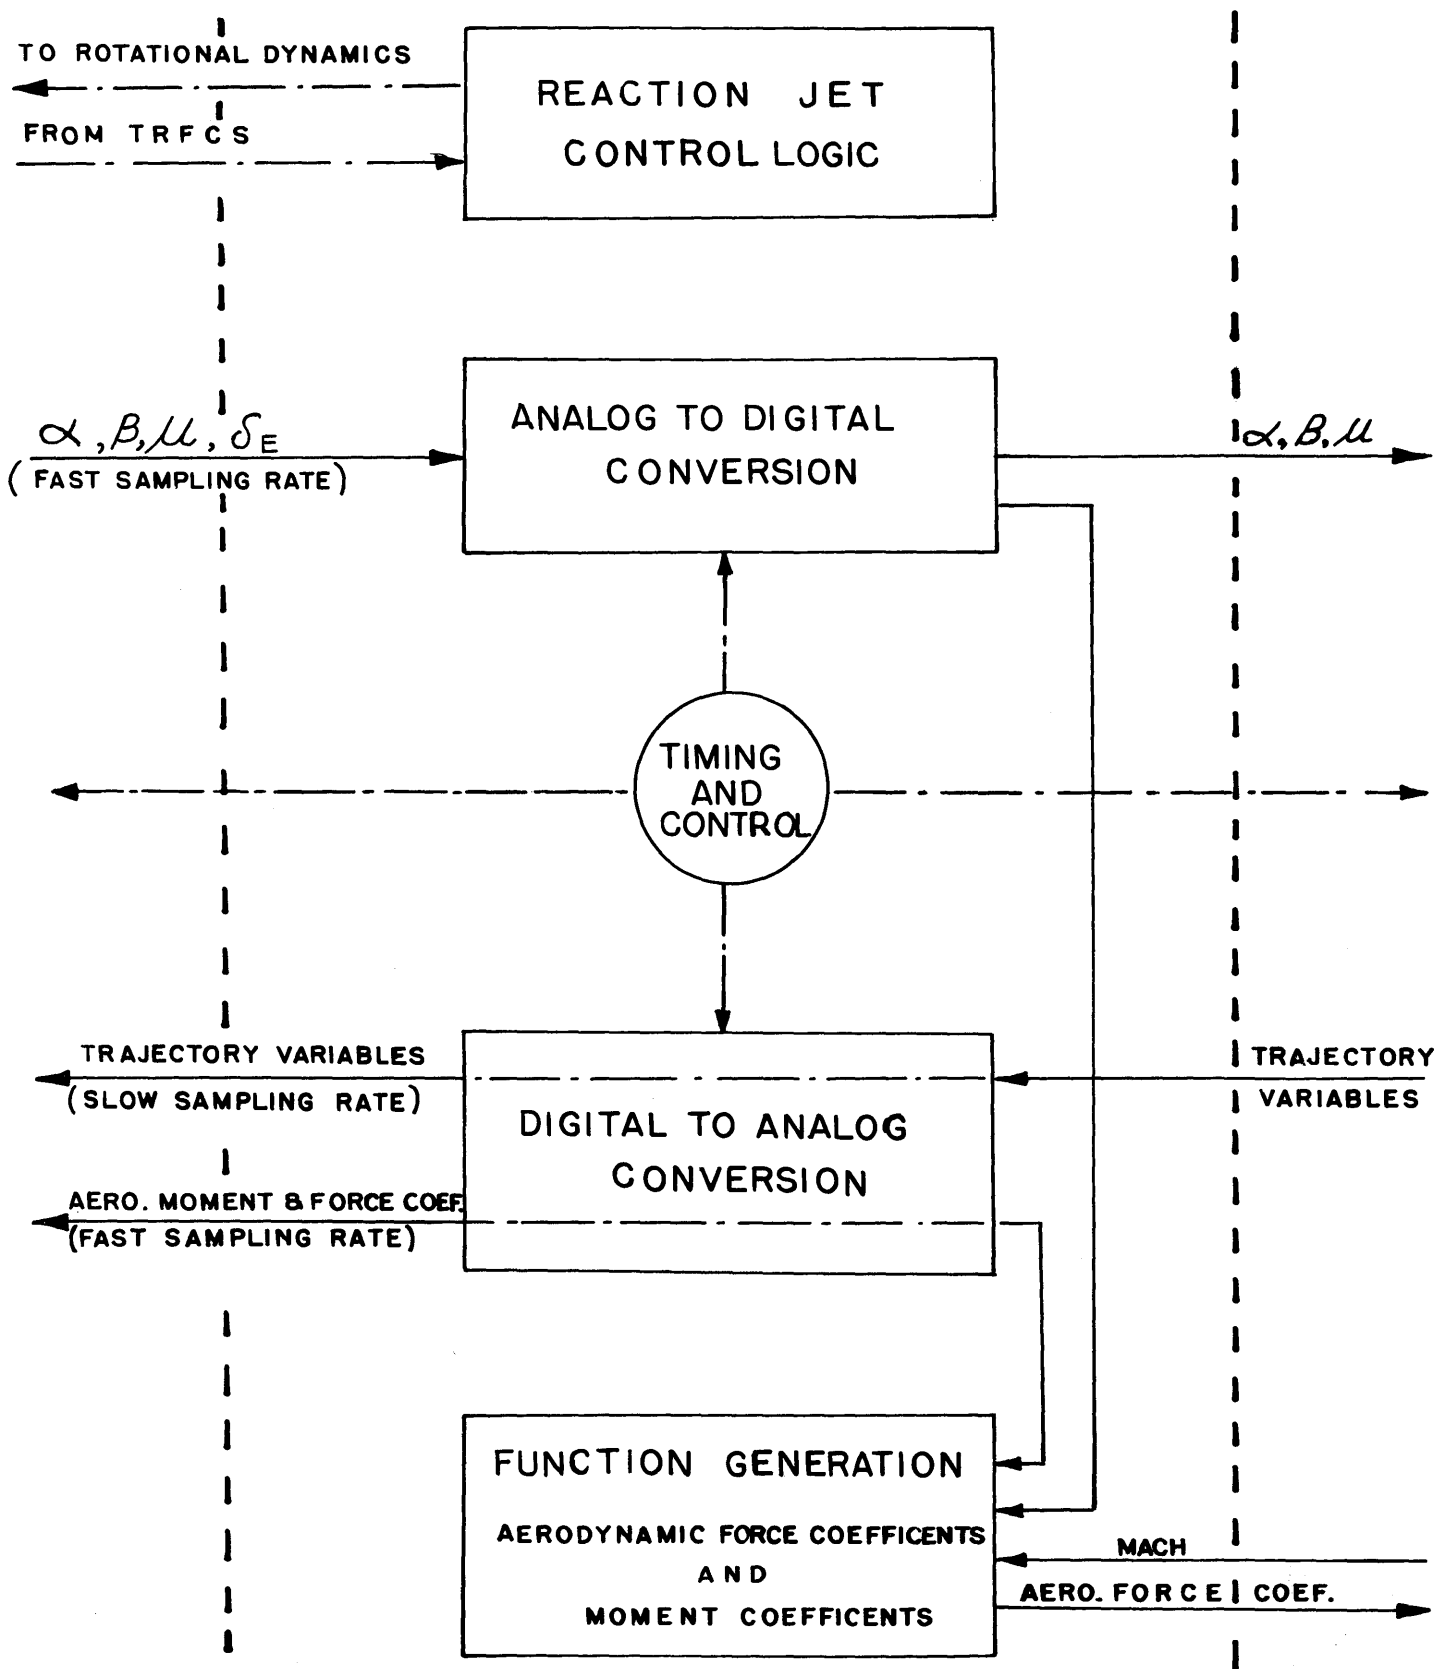 TO ROTATIONAL DYNAMICS
FROM TRFCS
REACTION JET
CONTROL LOGIC
α, β, μ, δE
(FAST SAMPLING RATE)
ANALOG TO DIGITAL
CONVERSION
α, β, μ
TIMING
AND
CONTROL
TRAJECTORY VARIABLES
(SLOW SAMPLING RATE)
DIGITAL TO ANALOG
CONVERSION
TRAJECTORY
VARIABLES
AERO. MOMENT & FORCE COEF.
(FAST SAMPLING RATE)
FUNCTION GENERATION
AERODYNAMIC FORCE COEFFICENTS
AND
MOMENT COEFFICENTS
MACH
AERO. FORCE COEF.